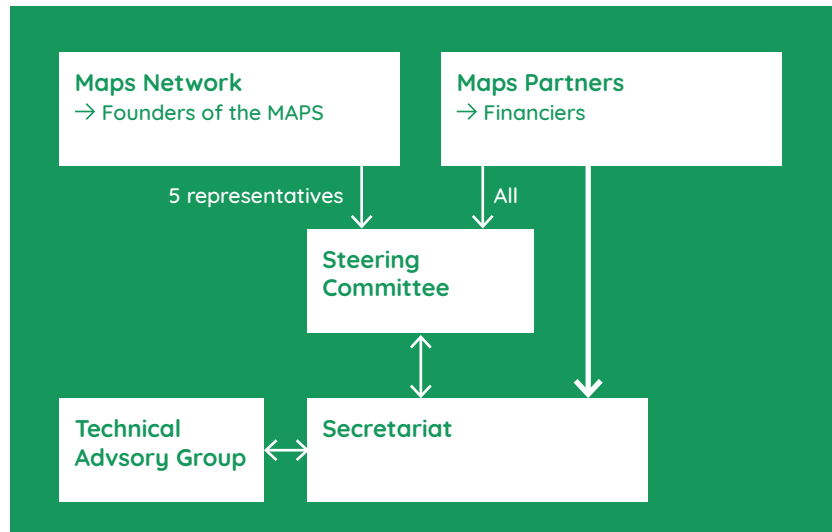 Maps Network
→ Founders of the MAPS
Maps Partners
→ Financiers
5 representatives
All
Steering
Committee
Technical
Advsory Group
Secretariat